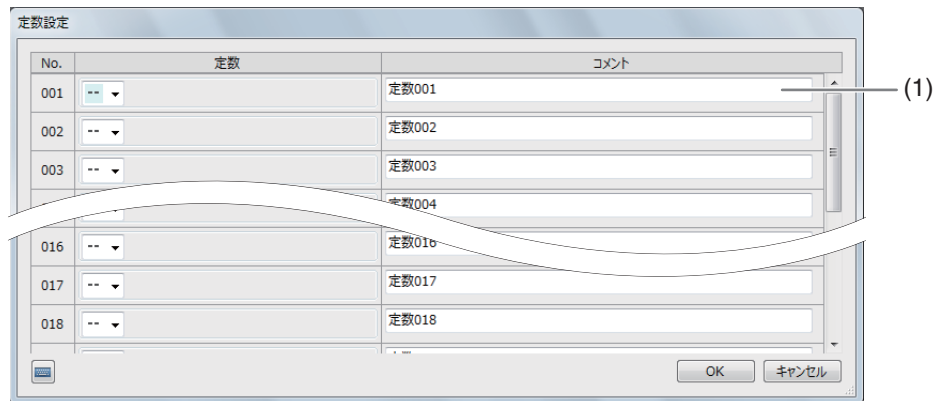 定数設定
No. 定数 コメント
001 -- 定数001 (1)
002 -- 定数002
003 -- 定数003
定数004
016 -- 定数016
017 -- 定数017
018 -- 定数018
OK キャンセル